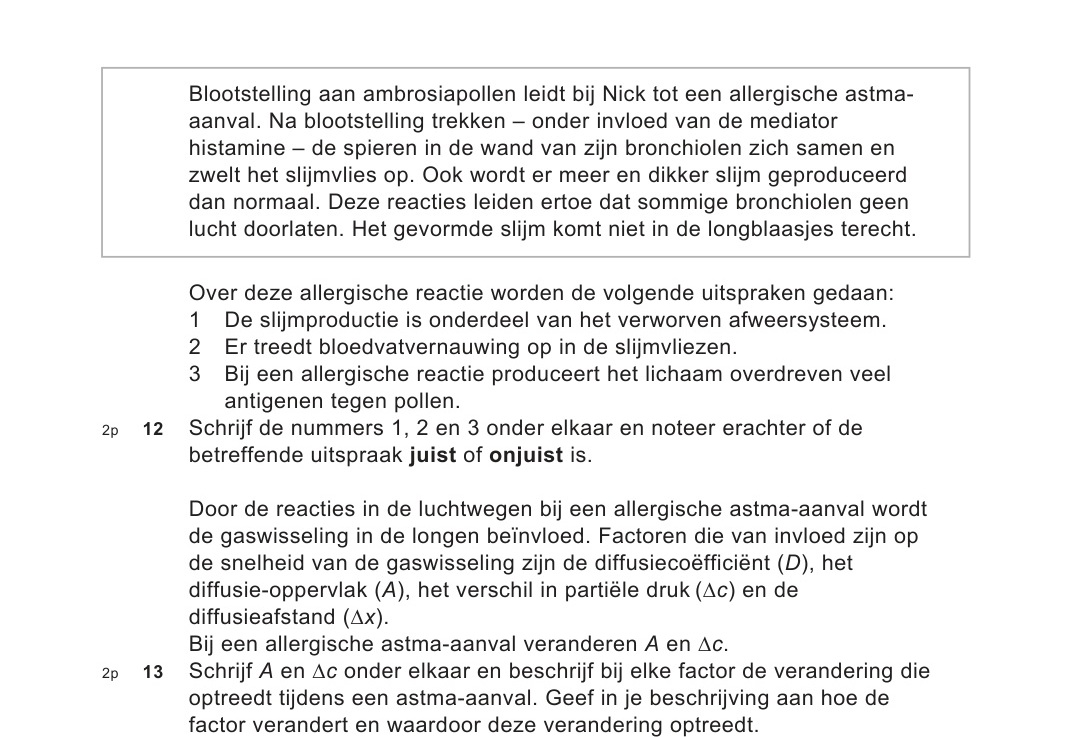 Blootstelling aan ambrosiapollen leidt bij Nick tot een allergische astma-
aanval. Na blootstelling trekken – onder invloed van de mediator
histamine – de spieren in de wand van zijn bronchiolen zich samen en
zwelt het slijmvlies op. Ook wordt er meer en dikker slijm geproduceerd
dan normaal. Deze reacties leiden ertoe dat sommige bronchiolen geen
lucht doorlaten. Het gevormde slijm komt niet in de longblaasjes terecht.
Over deze allergische reactie worden de volgende uitspraken gedaan:
1 De slijmproductie is onderdeel van het verworven afweersysteem.
2 Er treedt bloedvatvernauwing op in de slijmvliezen.
3 Bij een allergische reactie produceert het lichaam overdreven veel
antigenen tegen pollen.
2p 12 Schrijf de nummers 1, 2 en 3 onder elkaar en noteer erachter of de
betreffende uitspraak juist of onjuist is.
Door de reacties in de luchtwegen bij een allergische astma-aanval wordt
de gaswisseling in de longen beïnvloed. Factoren die van invloed zijn op
de snelheid van de gaswisseling zijn de diffusiecoëfficiënt (D), het
diffusie-oppervlak (A), het verschil in partiële druk (Δc) en de
diffusieafstand (Δx).
Bij een allergische astma-aanval veranderen A en Δc.
2p 13 Schrijf A en Δc onder elkaar en beschrijf bij elke factor de verandering die
optreedt tijdens een astma-aanval. Geef in je beschrijving aan hoe de
factor verandert en waardoor deze verandering optreedt.